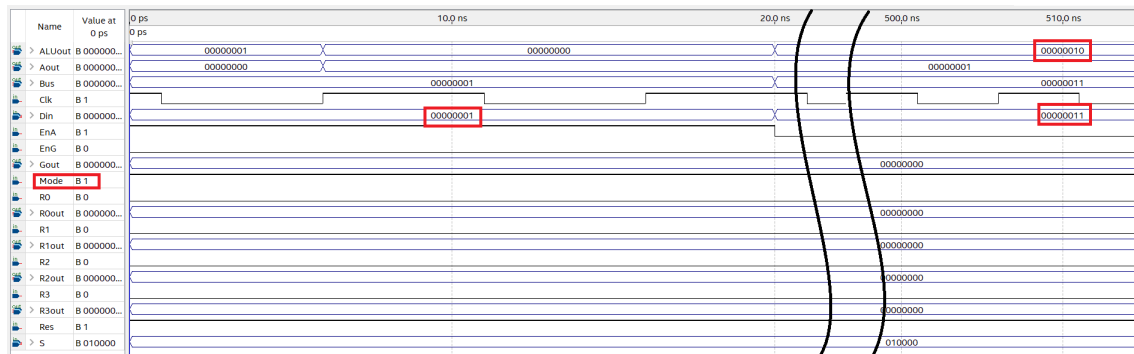 Name Value at 0 ps 0 ps 10.0 ns 20.0 ns 500.0 ns 510.0 ns
0 ps
ALUout B 000000... 00000001 00000000 00000010
Aout B 000000... 00000000 00000001
Bus B 000000... 00000001 00000011
Clk B 1
Din B 000000... 00000001 00000011
EnA B 1
EnG B 0
Gout B 000000... 00000000
Mode B 1
R0 B 0
R0out B 000000... 00000000
R1 B 0
R1out B 000000... 00000000
R2 B 0
R2out B 000000... 00000000
R3 B 0
R3out B 000000... 00000000
Res B 1
S B 010000 010000